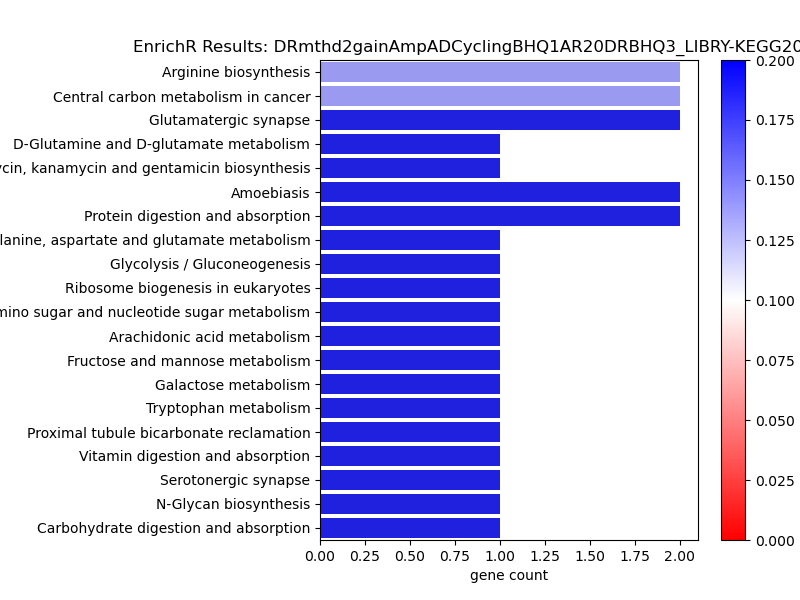 EnrichR Results: DRmthd2gainAmpADCyclingBHQ1AR20DRBHQ3_LIBRY-KEGG20
Arginine biosynthesis
Central carbon metabolism in cancer
Glutamatergic synapse
D-Glutamine and D-glutamate metabolism
ycin, kanamycin and gentamicin biosynthesis
Amoebiasis
Protein digestion and absorption
lanine, aspartate and glutamate metabolism
Glycolysis / Gluconeogenesis
Ribosome biogenesis in eukaryotes
mino sugar and nucleotide sugar metabolism
Arachidonic acid metabolism
Fructose and mannose metabolism
Galactose metabolism
Tryptophan metabolism
Proximal tubule bicarbonate reclamation
Vitamin digestion and absorption
Serotonergic synapse
N-Glycan biosynthesis
Carbohydrate digestion and absorption
0.00 0.25 0.50 0.75 1.00 1.25 1.50 1.75 2.00
gene count
0.200
0.175
0.150
0.125
0.100
0.075
0.050
0.025
0.000